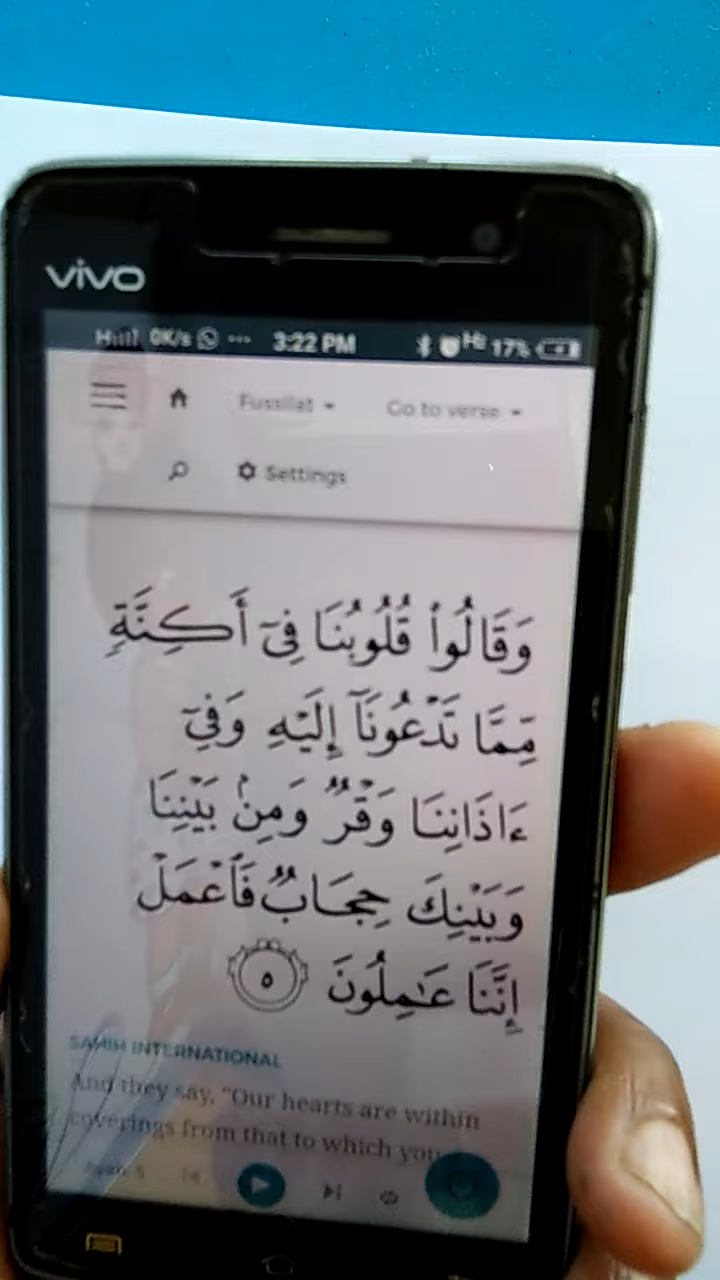 vivo
0K/s ... 3:22 PM 17%
Fussilat Go to verse
Settings
وَقَالُوا۟ قُلُوبُنَا فِىٓ أَكِنَّةٍ
مِّمَّا تَدْعُونَآ إِلَيْهِ وَفِىٓ
ءَاذَانِنَا وَقْرٌ وَمِنۢ بَيْنِنَا
وَبَيْنِكَ حِجَابٌ فَٱعْمَلْ
إِنَّنَا عَـٰمِلُونَ ٥
SAHIH INTERNATIONAL
And they say, "Our hearts are within
coverings from that to which you